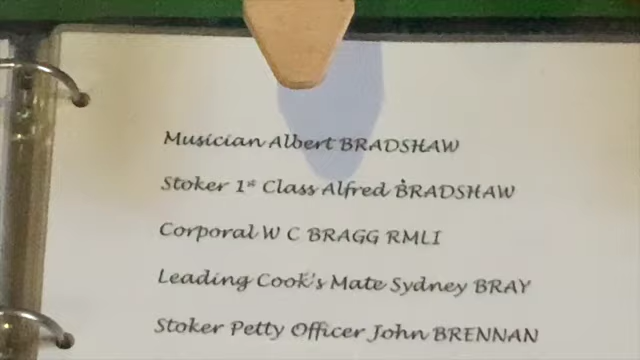 Musician Albert BRADSHAW
Stoker 1st Class Alfred BRADSHAW
Corporal W C BRAGG RMLI
Leading Cook's Mate Sydney BRAY
Stoker Petty Officer John BRENNAN